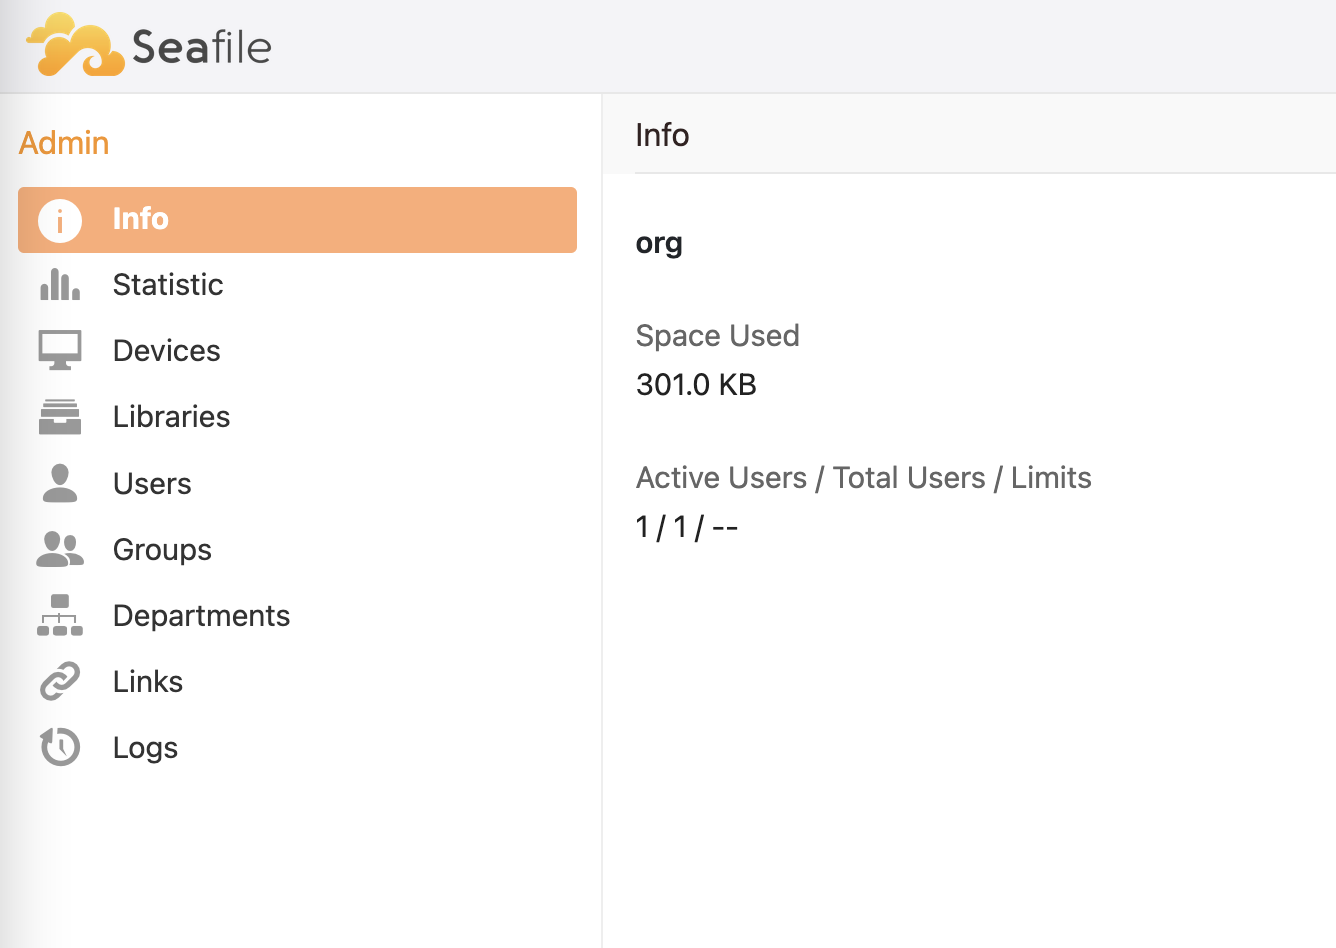 Seafile
Admin
Info
Statistic
Devices
Libraries
Users
Groups
Departments
Links
Logs
Info
org
Space Used
301.0 KB
Active Users / Total Users / Limits
1 / 1 / --